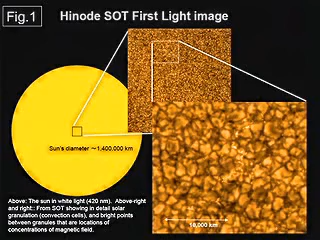 Fig.1
Hinode SOT First Light image
Sun's diameter ~1,400,000 km
Above: The sun in white light (420 nm). Above-right
and right:: From SOT showing in detail solar
granulation (convection cells), and bright points
between granules that are locations of
concentrations of magnetic field.
10,000 km